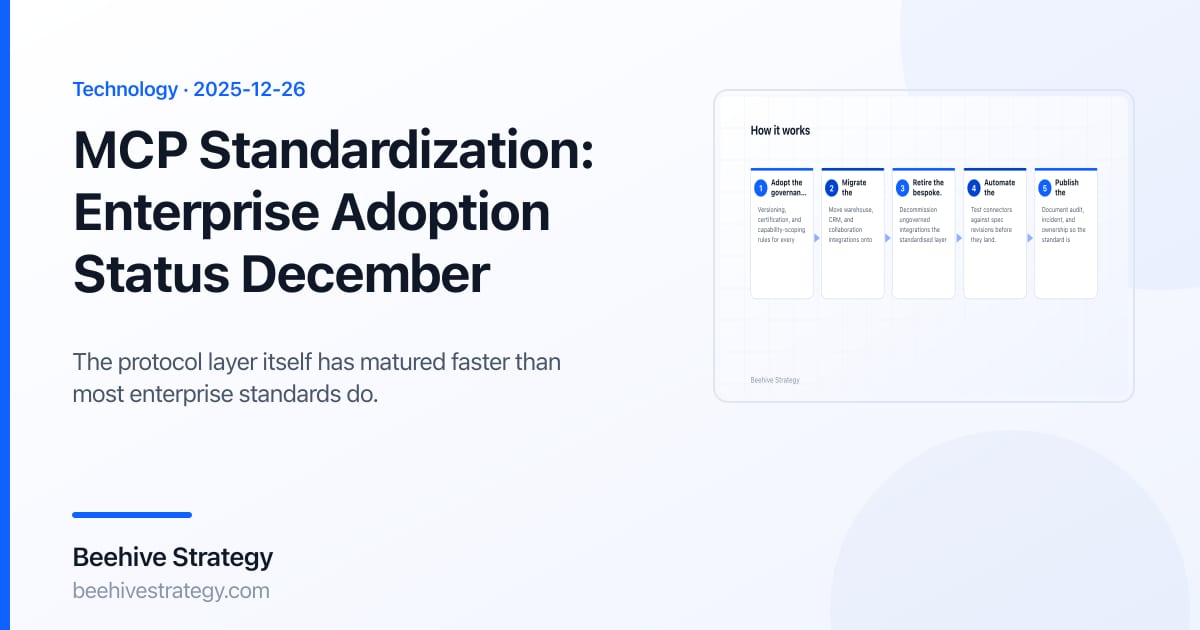 Technology · 2025-12-26
MCP Standardization:
Enterprise Adoption
Status December
The protocol layer itself has matured faster than
most enterprise standards do.
Beehive Strategy
beehivestrategy.com
How it works
1 Adopt the
governan...
Versioning,
certification, and
capability-scoping
rules for every
2 Migrate
the
Move warehouse,
CRM, and
collaboration
integrations onto
3 Retire the
bespoke.
Decommission
ungoverned
integrations the
standardised layer
4 Automate
the
Test connectors
against spec
revisions before
they land.
5 Publish
the
Document audit,
incident, and
ownership so the
standard is
Beehive Strategy